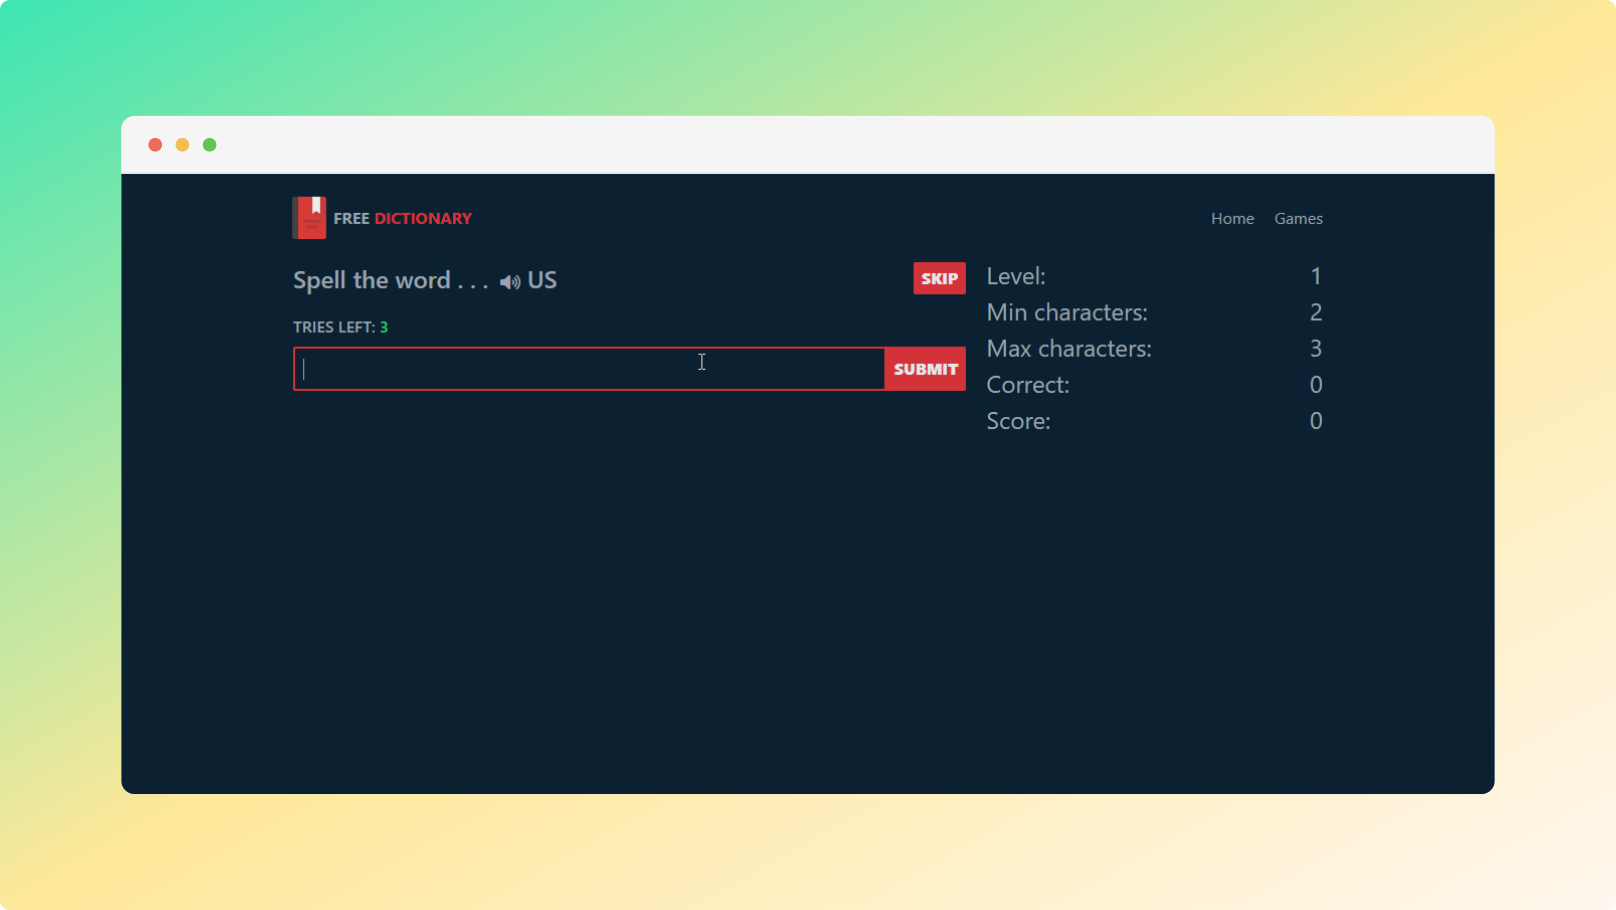 FREE DICTIONARY
Home Games
Spell the word . . . US
SKIP
TRIES LEFT: 3
SUBMIT
Level: 1
Min characters: 2
Max characters: 3
Correct: 0
Score: 0